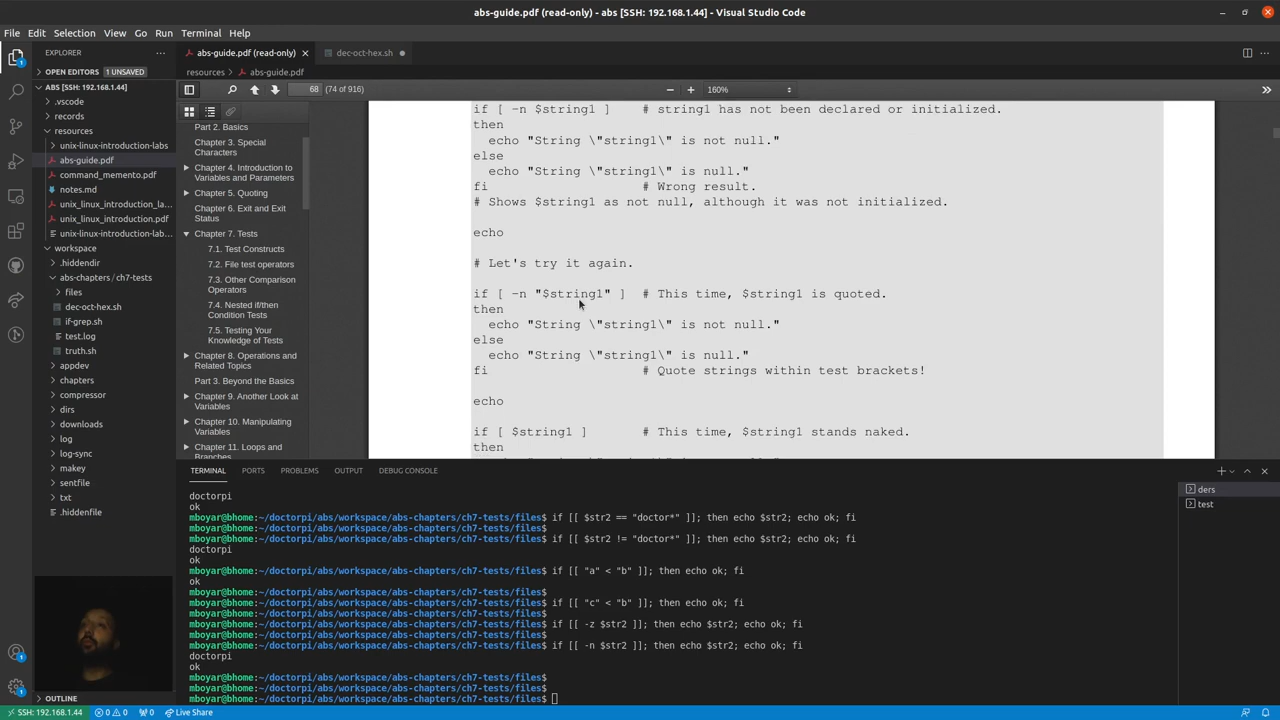 abs-guide.pdf (read-only) - abs [SSH: 192.168.1.44] - Visual Studio Code
File Edit Selection View Go Run Terminal Help
EXPLORER
abs-guide.pdf (read-only)
dec-oct-hex.sh
OPEN EDITORS 1 UNSAVED
resources › abs-guide.pdf
ABS [SSH: 192.168.1.44]
.vscode
records
resources
unix-linux-introduction-labs
abs-guide.pdf
command_memento.pdf
notes.md
unix_linux_introduction_la...
unix_linux_introduction.pdf
unix-linux-introduction-lab...
workspace
.hiddendir
abs-chapters / ch7-tests
files
dec-oct-hex.sh
if-grep.sh
test.log
truth.sh
appdev
chapters
compressor
dirs
downloads
log
log-sync
makey
sentfile
txt
.hiddenfile
OUTLINE
68 (74 of 916)
160%
Part 2. Basics
Chapter 3. Special
Characters
Chapter 4. Introduction to
Variables and Parameters
Chapter 5. Quoting
Chapter 6. Exit and Exit
Status
Chapter 7. Tests
7.1. Test Constructs
7.2. File test operators
7.3. Other Comparison
Operators
7.4. Nested if/then
Condition Tests
7.5. Testing Your
Knowledge of Tests
Chapter 8. Operations and
Related Topics
Part 3. Beyond the Basics
Chapter 9. Another Look at
Variables
Chapter 10. Manipulating
Variables
Chapter 11. Loops and
Branches
if [ -n $string1 ] # string1 has not been declared or initialized.
then
echo "String \"string1\" is not null."
else
echo "String \"string1\" is null."
fi # Wrong result.
# Shows $string1 as not null, although it was not initialized.
echo
# Let's try it again.
if [ -n "$string1" ] # This time, $string1 is quoted.
then
echo "String \"string1\" is not null."
else
echo "String \"string1\" is null."
fi # Quote strings within test brackets!
echo
if [ $string1 ] # This time, $string1 stands naked.
then
TERMINAL PORTS PROBLEMS OUTPUT DEBUG CONSOLE
doctorpi
ok
mboyar@bhome:~/doctorpi/abs/workspace/abs-chapters/ch7-tests/files$ if [[ $str2 == "doctor*" ]]; then echo $str2; echo ok; fi
mboyar@bhome:~/doctorpi/abs/workspace/abs-chapters/ch7-tests/files$
mboyar@bhome:~/doctorpi/abs/workspace/abs-chapters/ch7-tests/files$ if [[ $str2 != "doctor*" ]]; then echo $str2; echo ok; fi
doctorpi
ok
mboyar@bhome:~/doctorpi/abs/workspace/abs-chapters/ch7-tests/files$ if [[ "a" < "b" ]]; then echo ok; fi
ok
mboyar@bhome:~/doctorpi/abs/workspace/abs-chapters/ch7-tests/files$
mboyar@bhome:~/doctorpi/abs/workspace/abs-chapters/ch7-tests/files$ if [[ "c" < "b" ]]; then echo ok; fi
mboyar@bhome:~/doctorpi/abs/workspace/abs-chapters/ch7-tests/files$
mboyar@bhome:~/doctorpi/abs/workspace/abs-chapters/ch7-tests/files$ if [[ -z $str2 ]]; then echo $str2; echo ok; fi
mboyar@bhome:~/doctorpi/abs/workspace/abs-chapters/ch7-tests/files$
mboyar@bhome:~/doctorpi/abs/workspace/abs-chapters/ch7-tests/files$ if [[ -n $str2 ]]; then echo $str2; echo ok; fi
doctorpi
ok
mboyar@bhome:~/doctorpi/abs/workspace/abs-chapters/ch7-tests/files$
mboyar@bhome:~/doctorpi/abs/workspace/abs-chapters/ch7-tests/files$
mboyar@bhome:~/doctorpi/abs/workspace/abs-chapters/ch7-tests/files$
ders
test
SSH: 192.168.1.44 0 0 0 Live Share